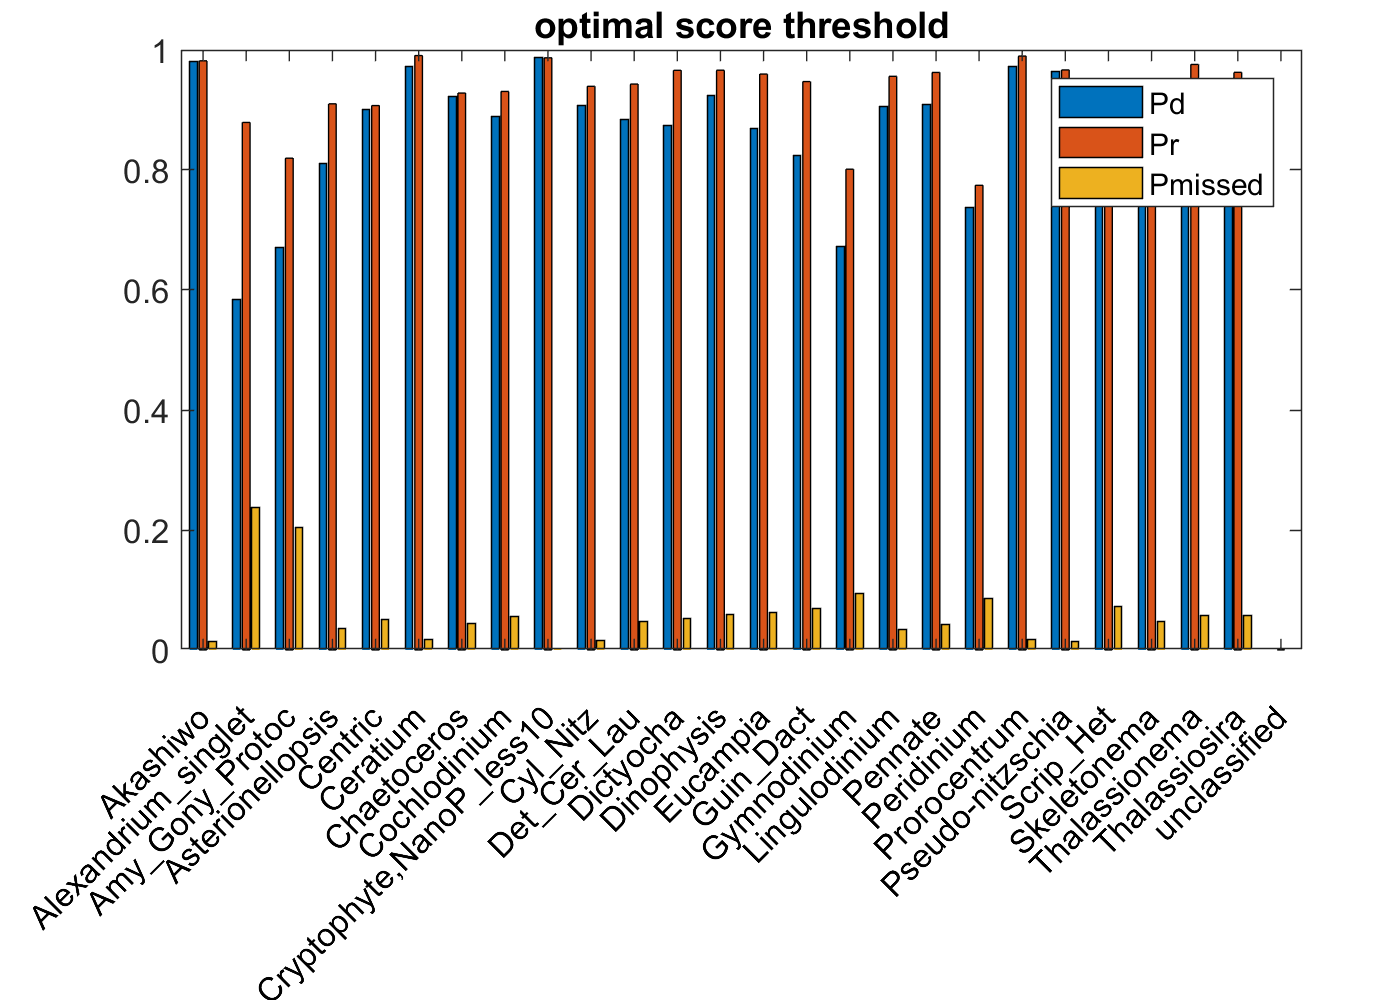 optimal score threshold
1
0.8
0.6
0.4
0.2
0
Pd
Pr
Pmissed
Akashiwo
Alexandrium_singlet
Amy_Gony_Protoc
Asterionellopsis
Centric
Ceratium
Chaetoceros
Cochlodinium
Cryptophyte,NanoP_less10
_Cyl_Nitz
Det_Cer_Lau
Dictyocha
Dinophysis
Eucampia
Guin_Dact
Gymnodinium
Lingulodinium
Pennate
Peridinium
Prorocentrum
Pseudo-nitzschia
Scrip_Het
Skeletonema
Thalassionema
Thalassiosira
unclassified